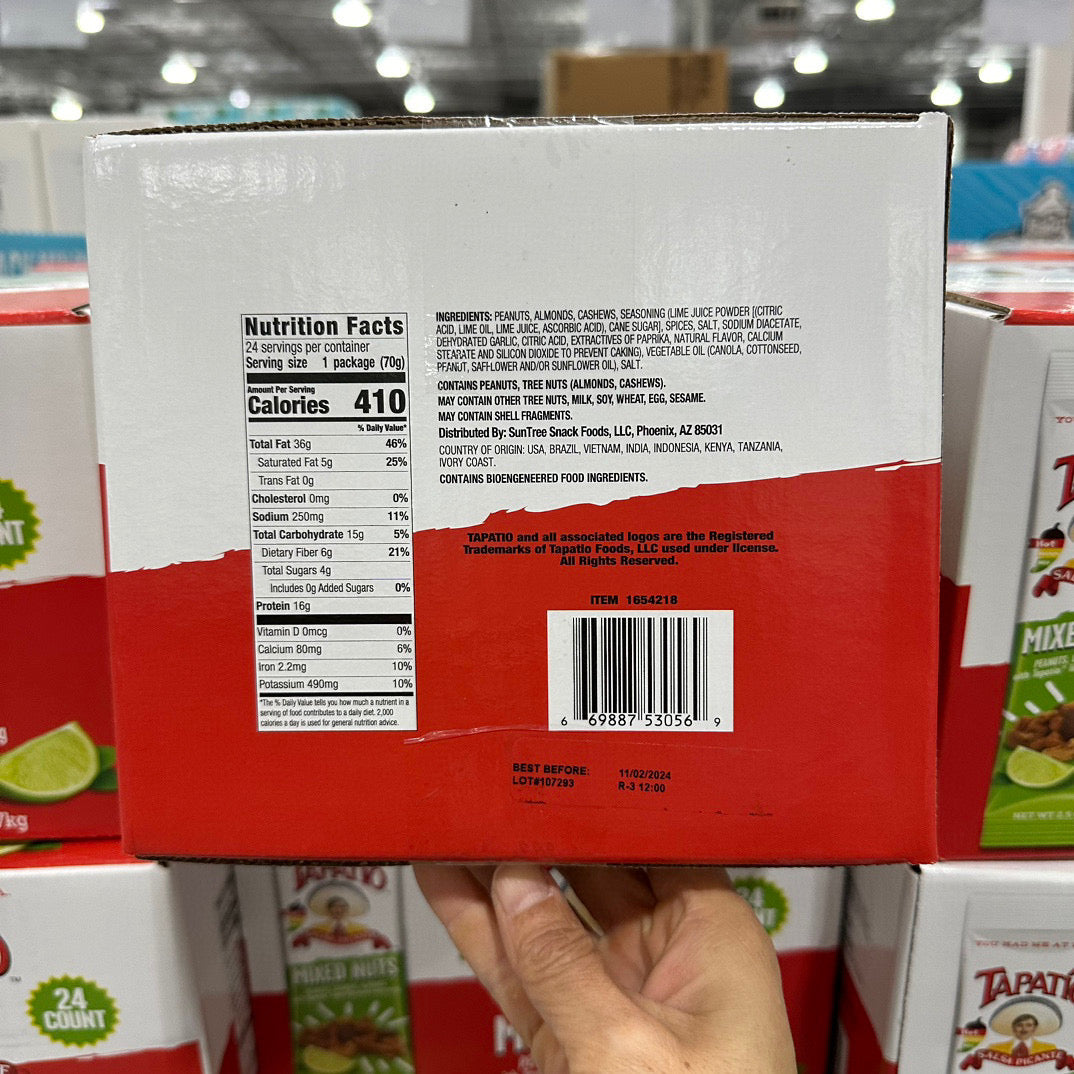 Nutrition Facts
24 servings per container
Serving size 1 package (70g)
Amount Per Serving
Calories 410
% Daily Value*
Total Fat 36g 46%
Saturated Fat 5g 25%
Trans Fat 0g
Cholesterol 0mg 0%
Sodium 250mg 11%
Total Carbohydrate 15g 5%
Dietary Fiber 6g 21%
Total Sugars 4g
Includes 0g Added Sugars 0%
Protein 16g
Vitamin D 0mcg 0%
Calcium 80mg 6%
Iron 2.2mg 10%
Potassium 490mg 10%
*The % Daily Value tells you how much a nutrient in a
serving of food contributes to a daily diet. 2,000
calories a day is used for general nutrition advice.
INGREDIENTS: PEANUTS, ALMONDS, CASHEWS, SEASONING (LIME JUICE POWDER [(CITRIC
ACID, LIME OIL, LIME JUICE, ASCORBIC ACID), CANE SUGAR], SPICES, SALT, SODIUM DIACETATE,
DEHYDRATED GARLIC, CITRIC ACID, EXTRACTIVES OF PAPRIKA, NATURAL FLAVOR, CALCIUM
STEARATE AND SILICON DIOXIDE TO PREVENT CAKING), VEGETABLE OIL (CANOLA, COTTONSEED,
PEANUT, SAFFLOWER AND/OR SUNFLOWER OIL), SALT.
CONTAINS PEANUTS, TREE NUTS (ALMONDS, CASHEWS).
MAY CONTAIN OTHER TREE NUTS, MILK, SOY, WHEAT, EGG, SESAME.
MAY CONTAIN SHELL FRAGMENTS.
Distributed By: SunTree Snack Foods, LLC, Phoenix, AZ 85031
COUNTRY OF ORIGIN: USA, BRAZIL, VIETNAM, INDIA, INDONESIA, KENYA, TANZANIA,
IVORY COAST.
CONTAINS BIOENGENEERED FOOD INGREDIENTS.
TAPATIO and all associated logos are the Registered
Trademarks of Tapatio Foods, LLC used under license.
All Rights Reserved.
ITEM 1654218
6 69887 53056 9
BEST BEFORE: 11/02/2024
LOT#107293 R-3 12:00
24
COUNT
TAPATIO
MIXED NUTS
24
TAPATI
SALSA PICANTE
Hot
MIXE
PEANUTS